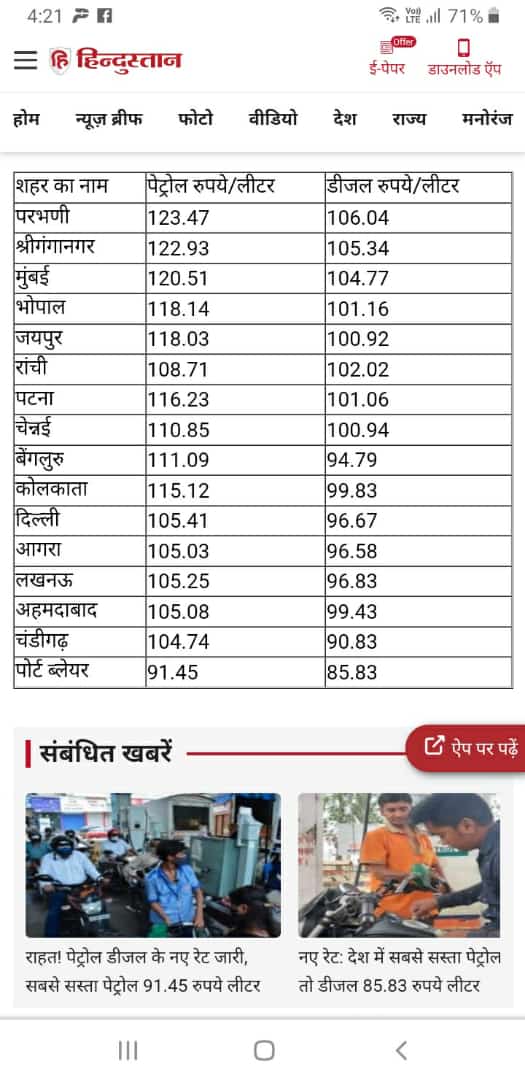 4:21
Vo)) LTE 71%
हि हिन्दुस्तान
Offer
ई-पेपर डाउनलोड ऍप
होम न्यूज़ ब्रीफ फोटो वीडियो देश राज्य मनोरंज
शहर का नाम पेट्रोल रुपये/लीटर डीजल रुपये/लीटर
परभणी 123.47 106.04
श्रीगंगानगर 122.93 105.34
मुंबई 120.51 104.77
भोपाल 118.14 101.16
जयपुर 118.03 100.92
रांची 108.71 102.02
पटना 116.23 101.06
चेन्नई 110.85 100.94
बेंगलुरु 111.09 94.79
कोलकाता 115.12 99.83
दिल्ली 105.41 96.67
आगरा 105.03 96.58
लखनऊ 105.25 96.83
अहमदाबाद 105.08 99.43
चंडीगढ़ 104.74 90.83
पोर्ट ब्लेयर 91.45 85.83
संबंधित खबरें
ऐप पर पढ़ें
राहत! पेट्रोल डीजल के नए रेट जारी,
सबसे सस्ता पेट्रोल 91.45 रुपये लीटर
नए रेट: देश में सबसे सस्ता पेट्रोल
तो डीजल 85.83 रुपये लीटर